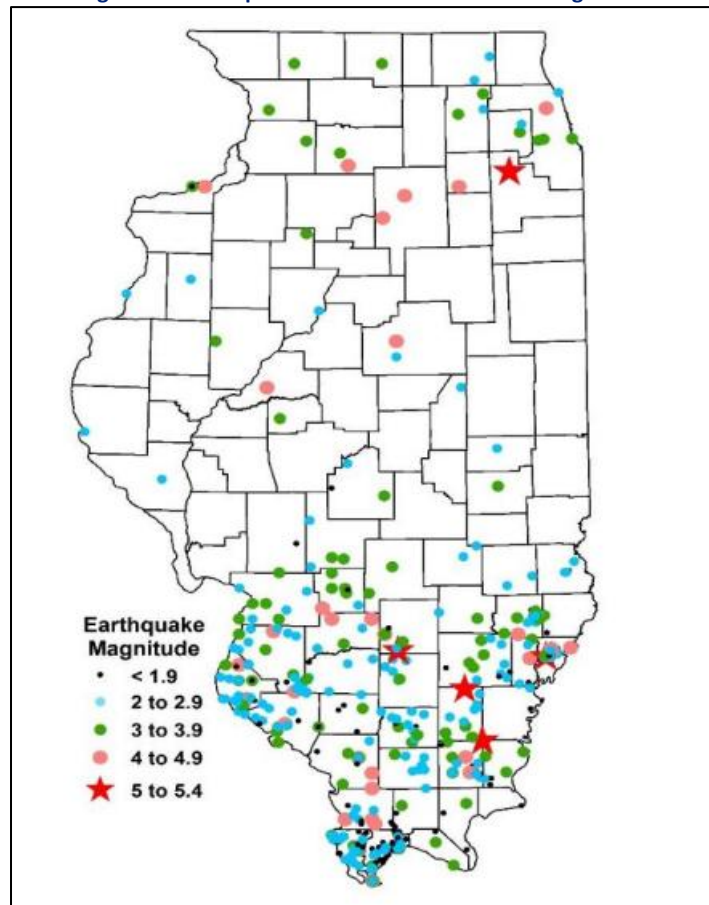 Earthquake
Magnitude
< 1.9
2 to 2.9
3 to 3.9
4 to 4.9
5 to 5.4